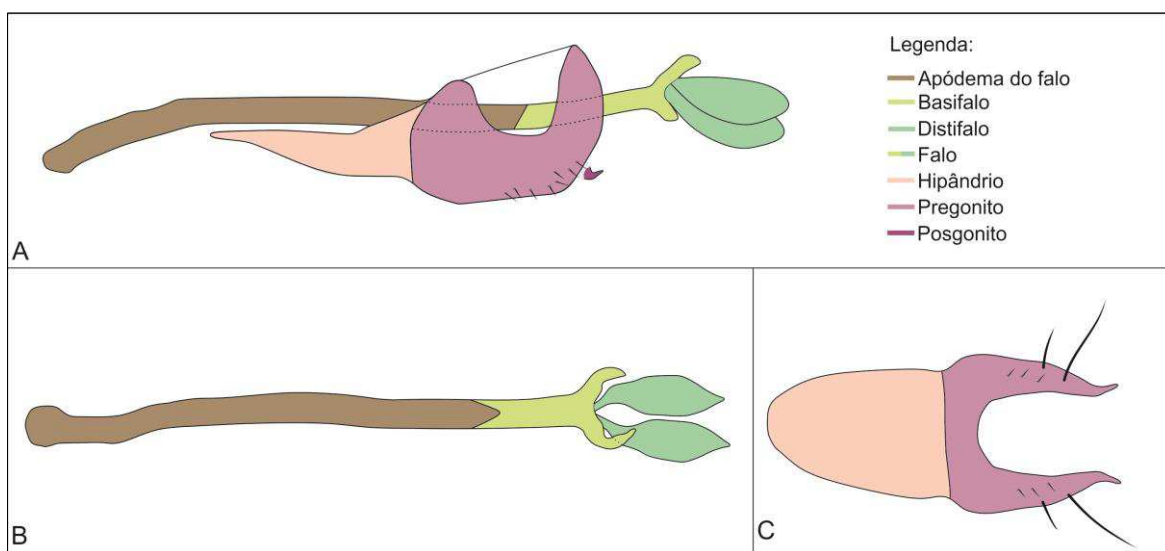 Legenda:
Apódema do falo
Basifalo
Distifalo
Falo
Hipândrio
Pregonito
Posgonito
A
B
C